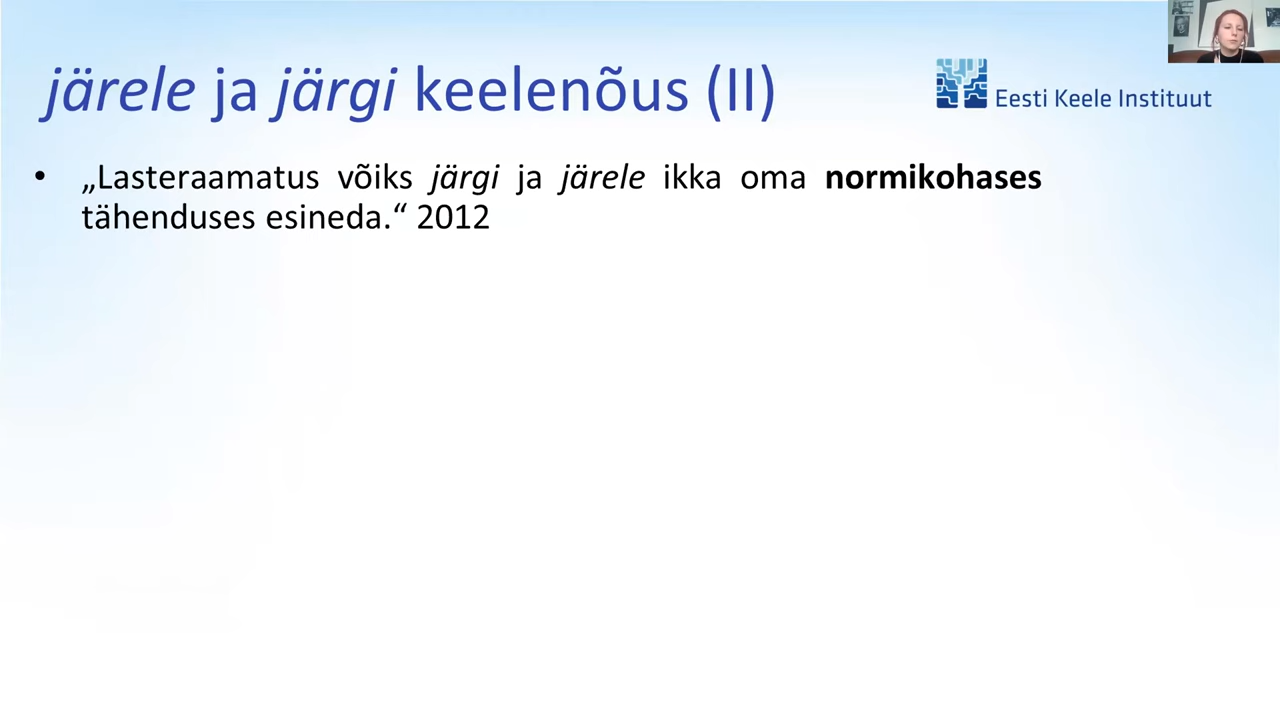 järele ja järgi keelenõus (II)
Eesti Keele Instituut
• „Lasteraamatus võiks järgi ja järele ikka oma normikohases
tähenduses esineda.“ 2012